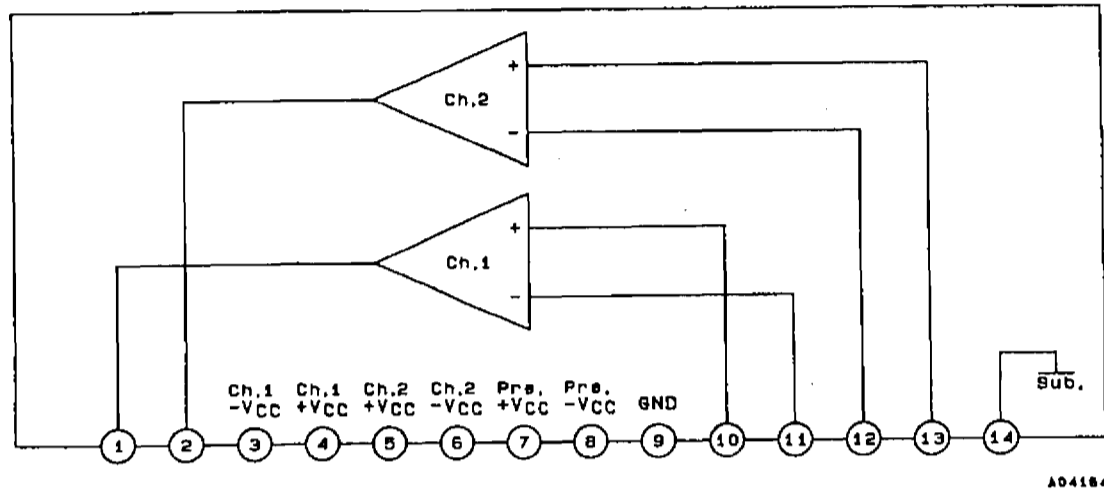 +
Ch.2
−
+
Ch.1
−
Ch.1 Ch.1 Ch.2 Ch.2 Pre. Pre.
-VCC +VCC +VCC -VCC +VCC -VCC GND
Sub.
1 2 3 4 5 6 7 8 9 10 11 12 13 14